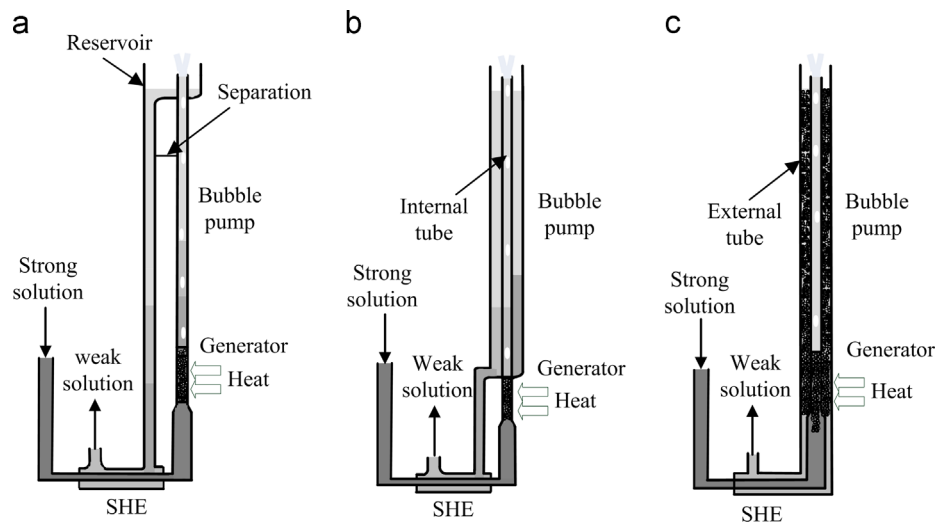 a
Reservoir
Separation
Bubble
pump
Strong
solution
weak
solution
Generator
Heat
SHE
b
Internal
tube
Bubble
pump
Strong
solution
Weak
solution
Generator
Heat
SHE
c
External
tube
Bubble
pump
Strong
solution
Weak
solution
Generator
Heat
SHE